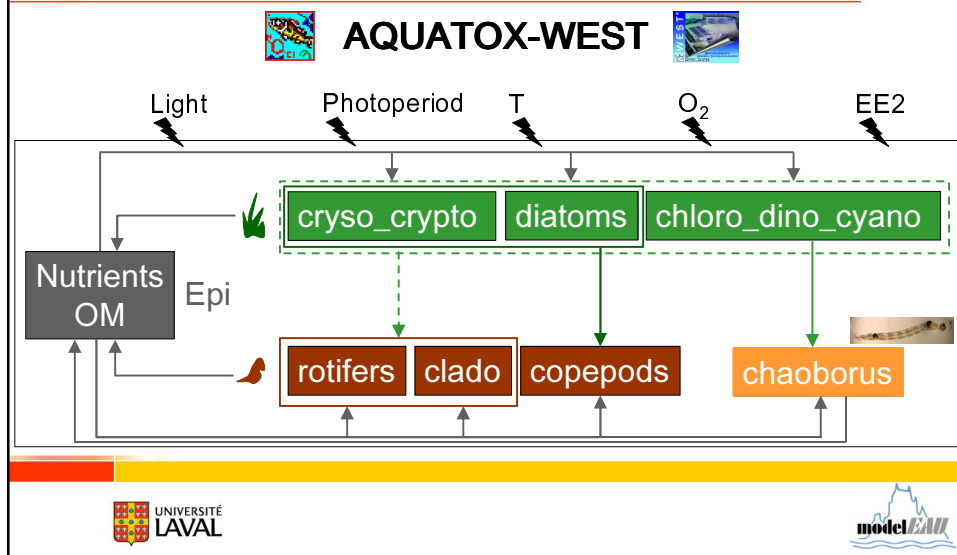 AQUATOX-WEST
Light Photoperiod T O₂ EE2
cryso_crypto diatoms chloro_dino_cyano
Nutrients
OM
Epi
rotifers clado copepods chaoborus
UNIVERSITÉ
LAVAL
modelEAU